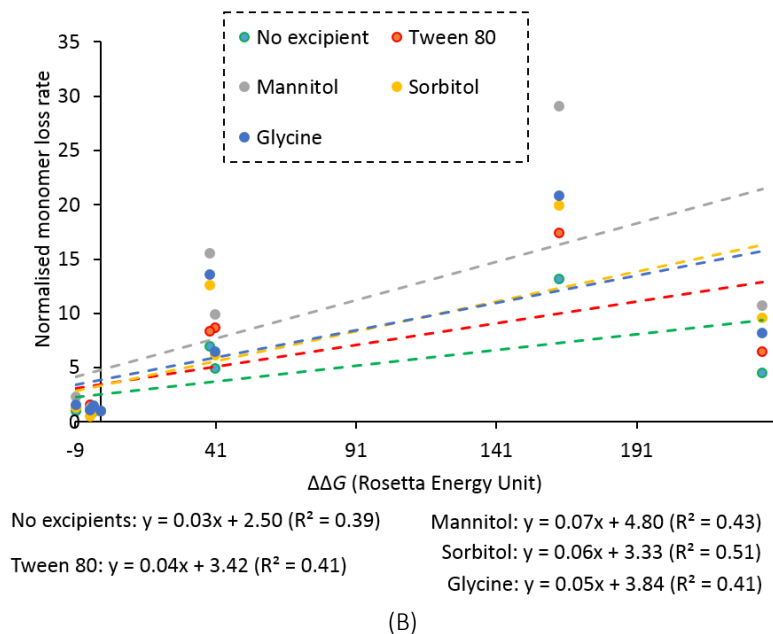 35
30
25
20
15
10
5
0
Normalised monomer loss rate
No excipient Tween 80
Mannitol Sorbitol
Glycine
-9 41 91 141 191
ΔΔG (Rosetta Energy Unit)
No excipients: y = 0.03x + 2.50 (R² = 0.39)
Tween 80: y = 0.04x + 3.42 (R² = 0.41)
Mannitol: y = 0.07x + 4.80 (R² = 0.43)
Sorbitol: y = 0.06x + 3.33 (R² = 0.51)
Glycine: y = 0.05x + 3.84 (R² = 0.41)
(B)